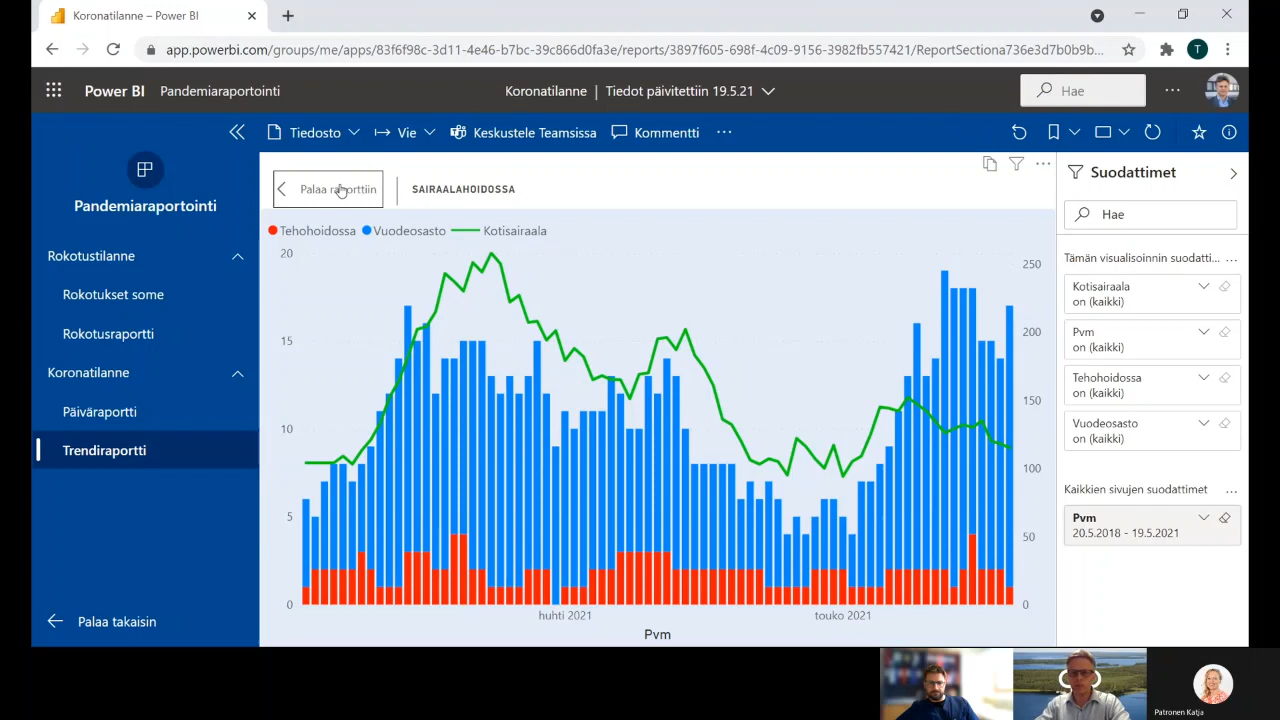 Koronatilanne – Power BI
app.powerbi.com/groups/me/apps/83f6f98c-3d11-4e46-b7bc-39c866d0fa3e/reports/3897f605-698f-4c09-9156-3982fb557421/ReportSectiona736e3d7b0b9b...
T
Power BI Pandemiaraportointi
Koronatilanne | Tiedot päivitettiin 19.5.21
Hae
Tiedosto Vie Keskustele Teamsissa Kommentti
Pandemiaraportointi
Rokotustilanne
Rokotukset some
Rokotusraportti
Koronatilanne
Päiväraportti
Trendiraportti
Palaa takaisin
Palaa raporttiin
SAIRAALAHOIDOSSA
Tehohoidossa Vuodeosasto Kotisairaala
20
15
10
5
0
250
200
150
100
50
0
huhti 2021 touko 2021
Pvm
Suodattimet
Hae
Tämän visualisoinnin suodatti...
Kotisairaala
on (kaikki)
Pvm
on (kaikki)
Tehohoidossa
on (kaikki)
Vuodeosasto
on (kaikki)
Kaikkien sivujen suodattimet
Pvm
20.5.2018 - 19.5.2021
Patronen Katja